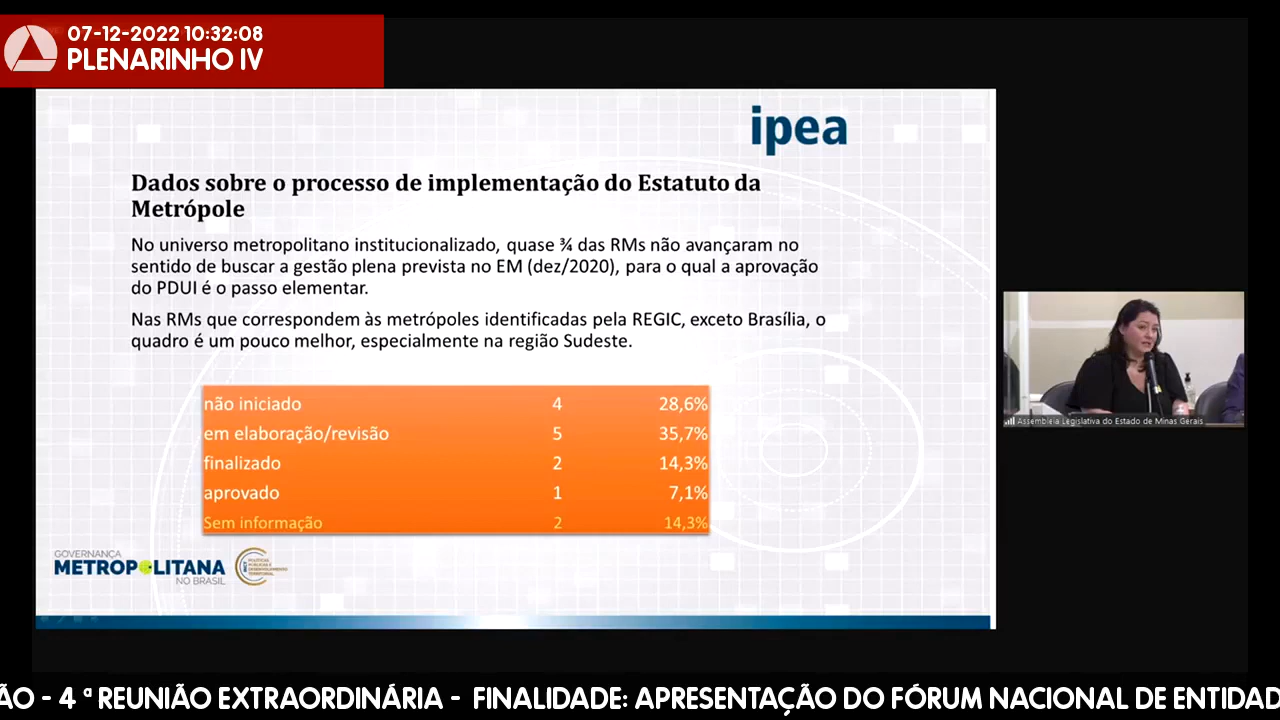 07-12-2022 10:32:08
PLENARINHO IV
ipea
Dados sobre o processo de implementação do Estatuto da
Metrópole
No universo metropolitano institucionalizado, quase ¾ das RMs não avançaram no
sentido de buscar a gestão plena prevista no EM (dez/2020), para o qual a aprovação
do PDUI é o passo elementar.
Nas RMs que correspondem às metrópoles identificadas pela REGIC, exceto Brasília, o
quadro é um pouco melhor, especialmente na região Sudeste.
não iniciado 4 28,6%
em elaboração/revisão 5 35,7%
finalizado 2 14,3%
aprovado 1 7,1%
Sem informação 2 14,3%
GOVERNANÇA
METROPOLITANA
NO BRASIL
Assembleia Legislativa do Estado de Minas Gerais
ÃO - 4 ª REUNIÃO EXTRAORDINÁRIA - FINALIDADE: APRESENTAÇÃO DO FÓRUM NACIONAL DE ENTIDAD